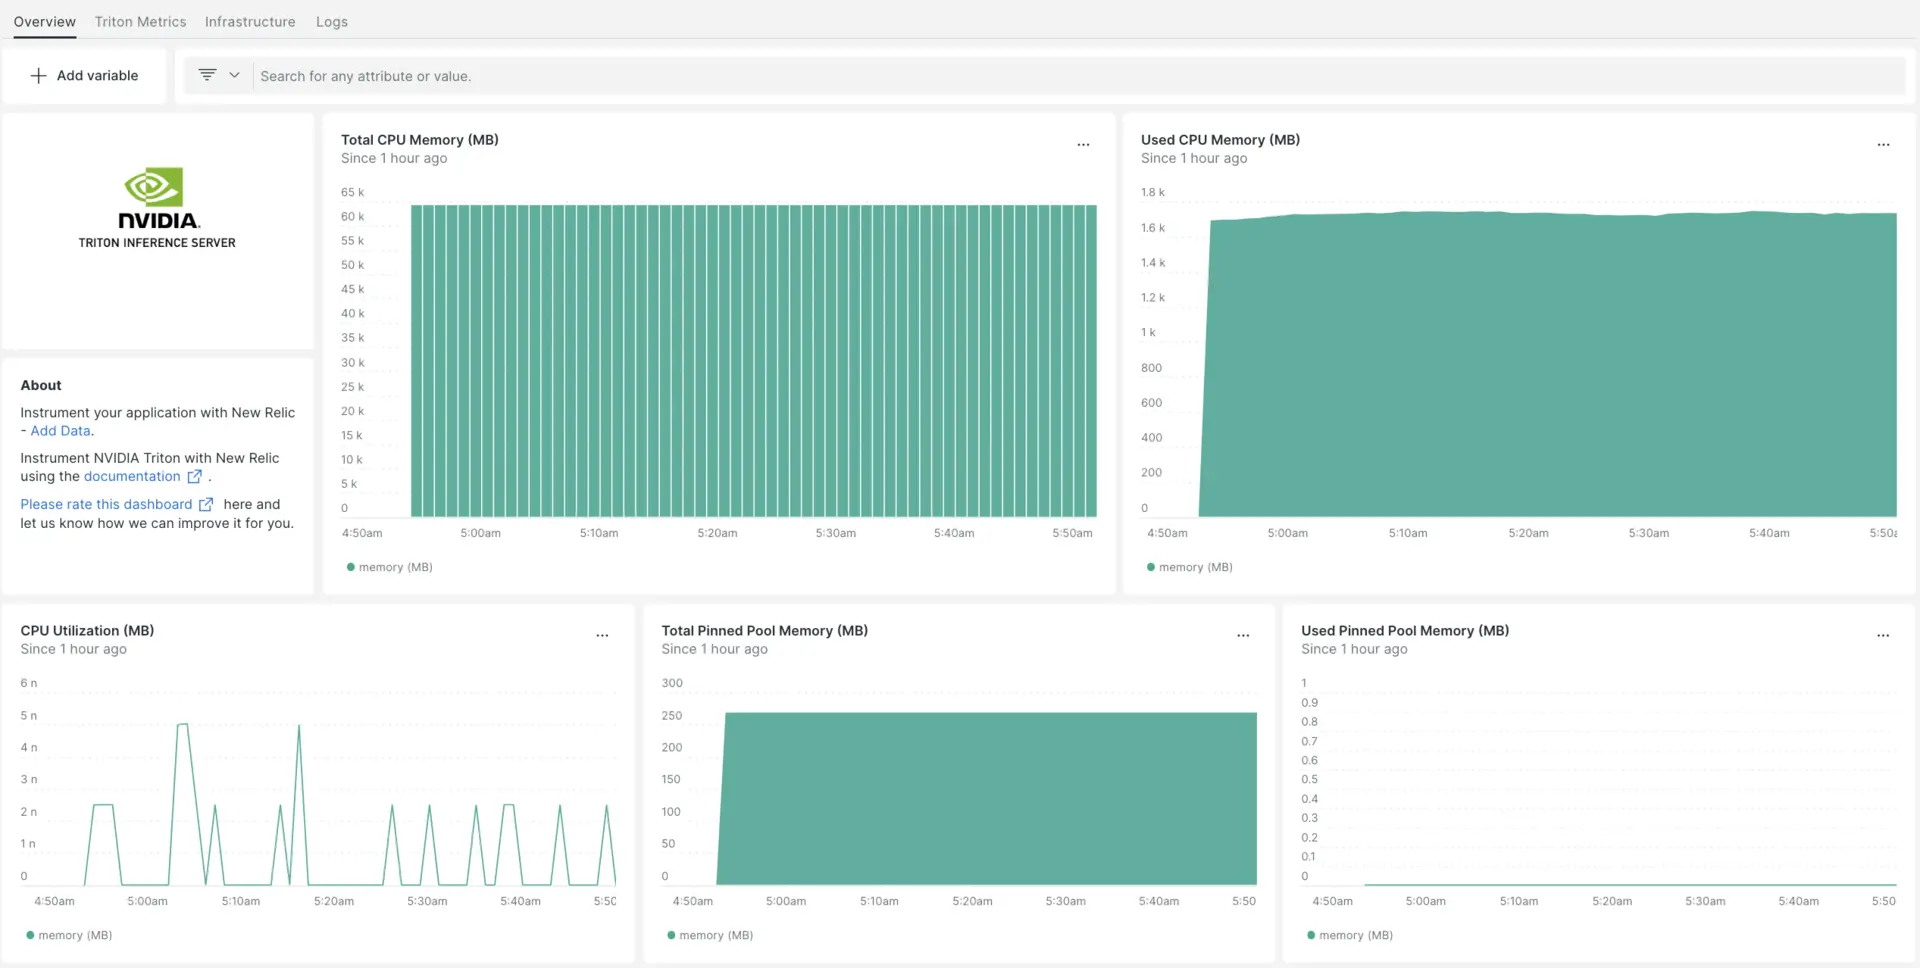 Overview Triton Metrics Infrastructure Logs
Add variable
Search for any attribute or value.
NVIDIA.
TRITON INFERENCE SERVER
About
Instrument your application with New Relic
- Add Data.
Instrument NVIDIA Triton with New Relic
using the documentation .
Please rate this dashboard here and
let us know how we can improve it for you.
Total CPU Memory (MB)
Since 1 hour ago
65 k
60 k
55 k
50 k
45 k
40 k
35 k
30 k
25 k
20 k
15 k
10 k
5 k
0
4:50am 5:00am 5:10am 5:20am 5:30am 5:40am 5:50am
memory (MB)
Used CPU Memory (MB)
Since 1 hour ago
1.8 k
1.6 k
1.4 k
1.2 k
1 k
800
600
400
200
0
4:50am 5:00am 5:10am 5:20am 5:30am 5:40am 5:50a
memory (MB)
CPU Utilization (MB)
Since 1 hour ago
6 n
5 n
4 n
3 n
2 n
1 n
0
4:50am 5:00am 5:10am 5:20am 5:30am 5:40am 5:50
memory (MB)
Total Pinned Pool Memory (MB)
Since 1 hour ago
300
250
200
150
100
50
0
4:50am 5:00am 5:10am 5:20am 5:30am 5:40am 5:50
memory (MB)
Used Pinned Pool Memory (MB)
Since 1 hour ago
1
0.9
0.8
0.7
0.6
0.5
0.4
0.3
0.2
0.1
0
4:50am 5:00am 5:10am 5:20am 5:30am 5:40am 5:50
memory (MB)